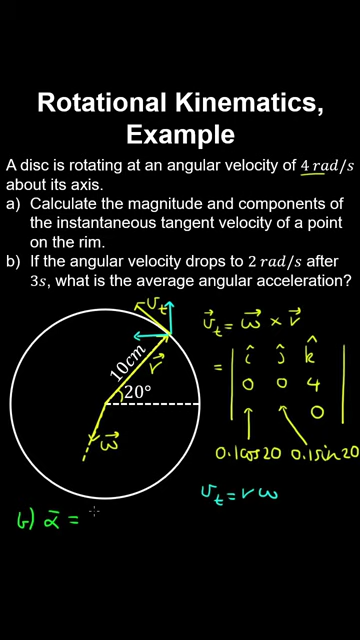 Rotational Kinematics,
Example
A disc is rotating at an angular velocity of 4 rad/s
about its axis.
a) Calculate the magnitude and components of
the instantaneous tangent velocity of a point
on the rim.
b) If the angular velocity drops to 2 rad/s after
3s, what is the average angular acceleration?
v⃗ₜ
v⃗ₜ = ω⃗ × r⃗
10cm
r⃗
= | î ĵ k̂ |
0 0 4
20°
0
ω⃗
0.1cos20 0.1sin20
vₜ = r ω
b) ᾱ =